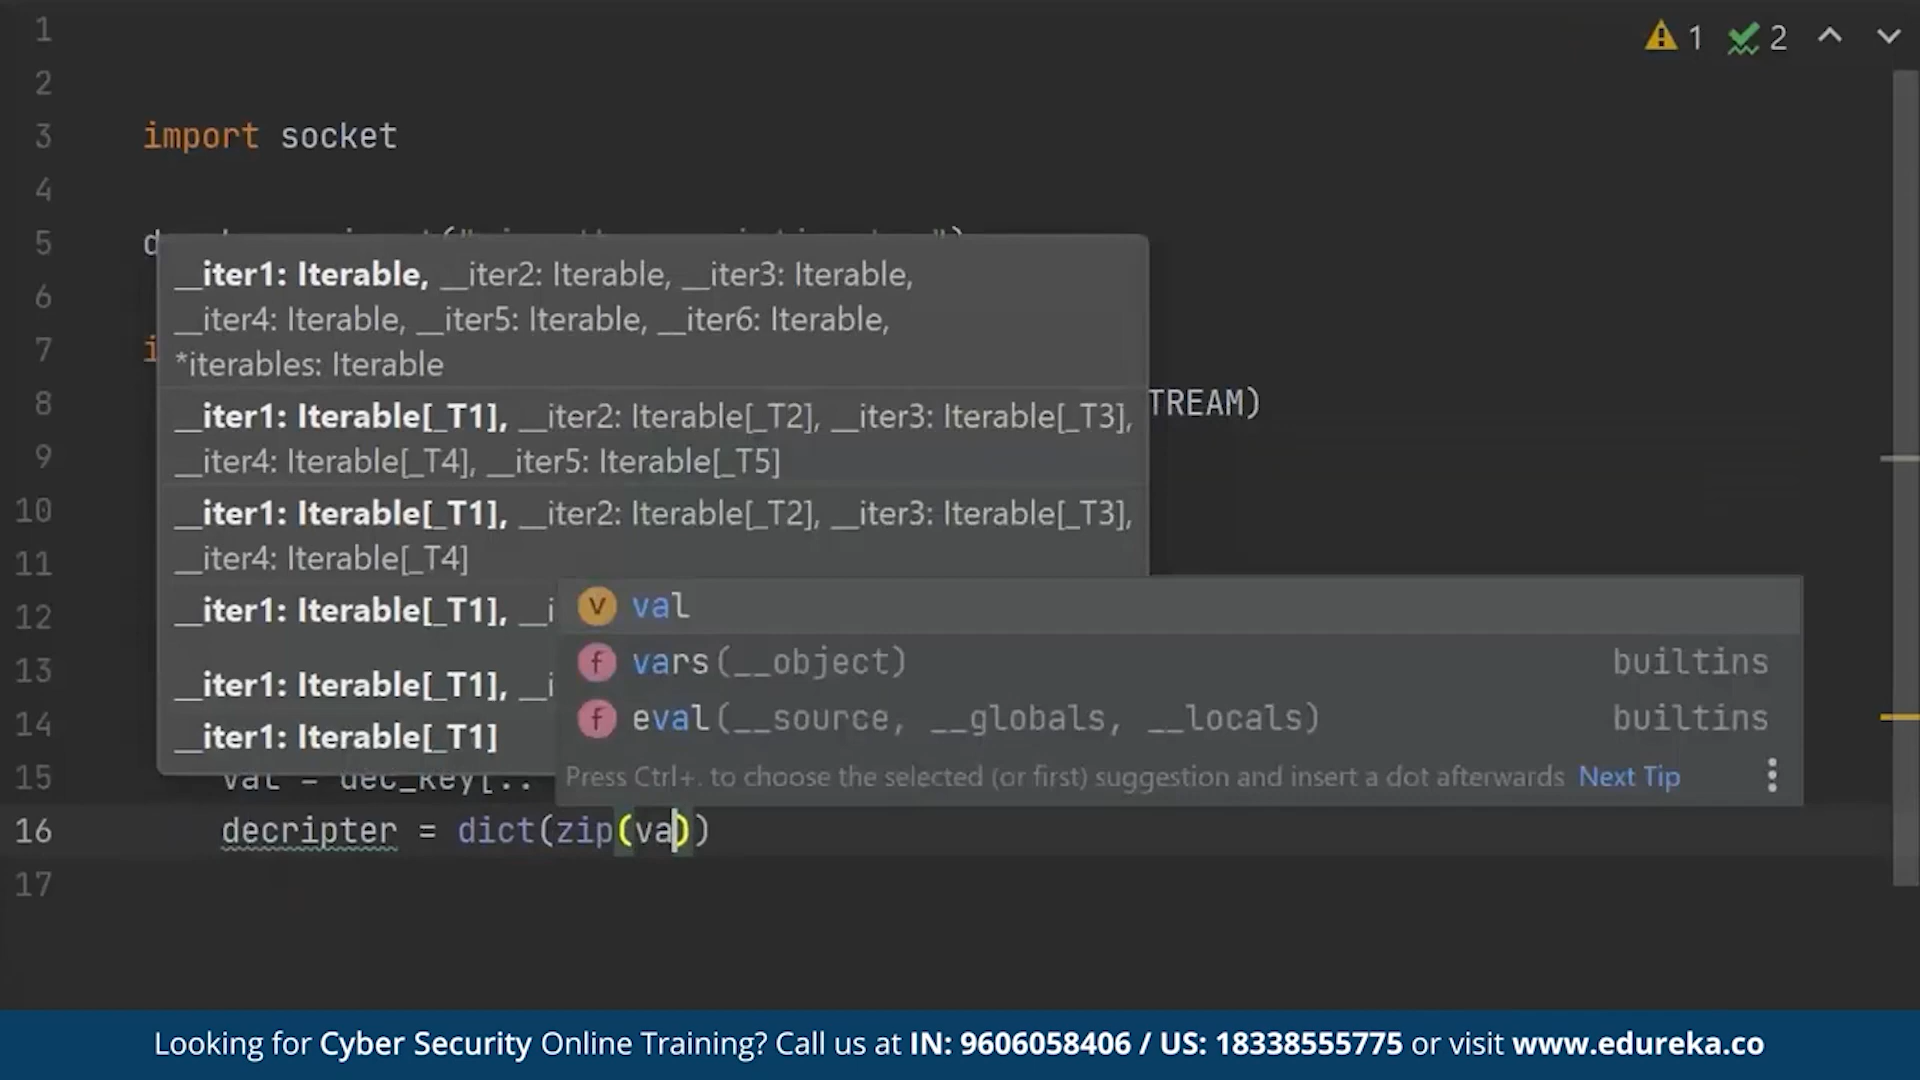 1
1
2
2
3
import socket
4
5
6
7
8
TREAM)
9
10
11
12
13
14
15
val = dec_key[..
16
decripter = dict(zip(va))
17
__iter1: Iterable, __iter2: Iterable, __iter3: Iterable,
__iter4: Iterable, __iter5: Iterable, __iter6: Iterable,
*iterables: Iterable
__iter1: Iterable[_T1], __iter2: Iterable[_T2], __iter3: Iterable[_T3],
__iter4: Iterable[_T4], __iter5: Iterable[_T5]
__iter1: Iterable[_T1], __iter2: Iterable[_T2], __iter3: Iterable[_T3],
__iter4: Iterable[_T4]
__iter1: Iterable[_T1], __i
__iter1: Iterable[_T1], __i
__iter1: Iterable[_T1]
v val
f vars(__object) builtins
f eval(__source, __globals, __locals) builtins
Press Ctrl+. to choose the selected (or first) suggestion and insert a dot afterwards Next Tip
Looking for Cyber Security Online Training? Call us at IN: 9606058406 / US: 18338555775 or visit www.edureka.co